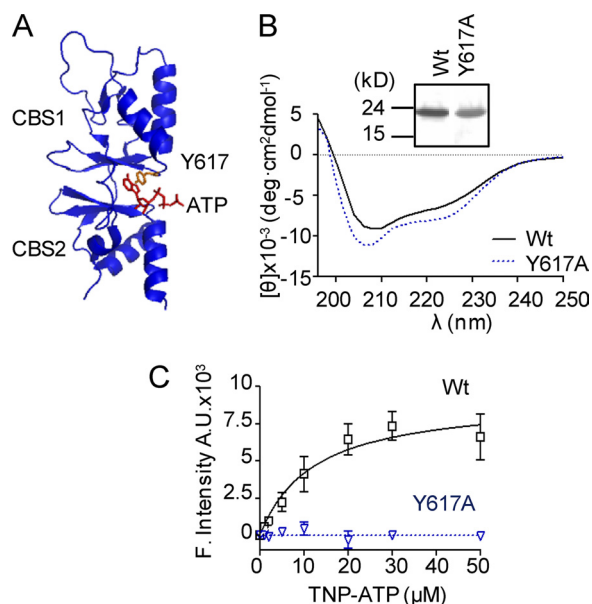 A
CBS1
Y617
ATP
CBS2
B
(kD)
Wt
Y617A
24
15
5
0
-5
-10
-15
[θ]x10⁻³ (deg·cm²dmol⁻¹)
Wt
Y617A
200 210 220 230 240 250
λ (nm)
C
10
7.5
5
2.5
0
F. Intensity A.U.x10³
Wt
Y617A
0 10 20 30 40 50
TNP-ATP (µM)